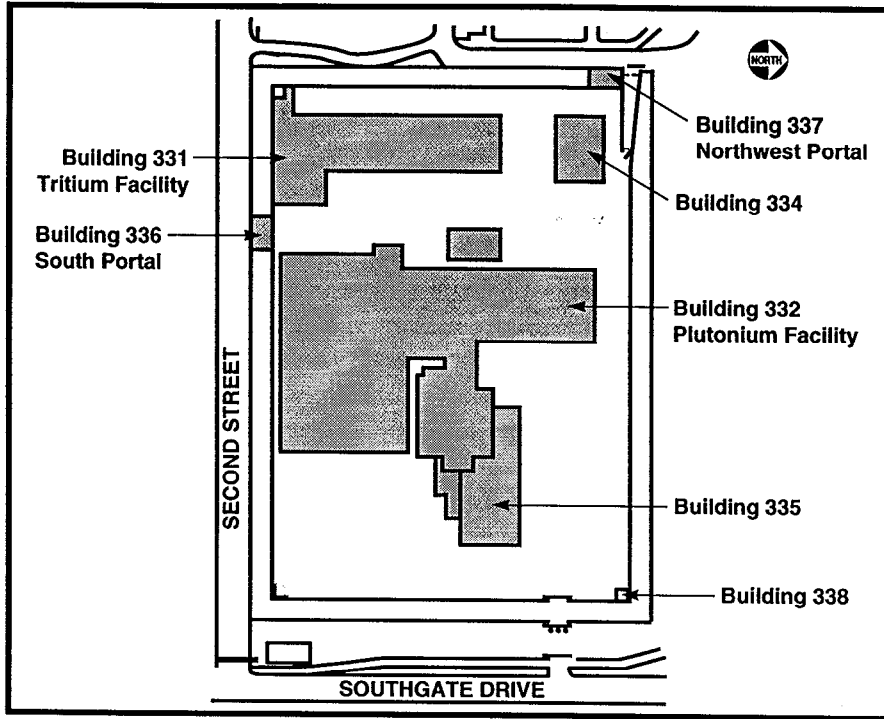 NORTH
Building 337
Northwest Portal
Building 331
Tritium Facility
Building 334
Building 336
South Portal
Building 332
Plutonium Facility
SECOND STREET
Building 335
Building 338
SOUTHGATE DRIVE